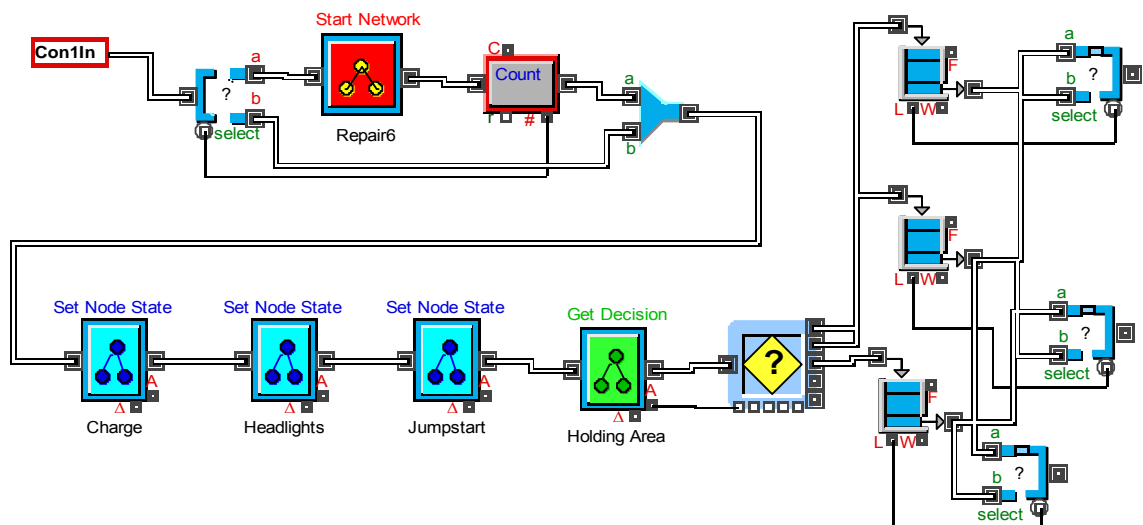 Start Network
Con1In
a
?
b
select
Repair6
C
Count
r
#
a
b
Set Node State
A
Δ
Charge
Set Node State
A
Δ
Headlights
Set Node State
A
Δ
Jumpstart
Get Decision
A
Δ
Holding Area
?
F
L W
a
b
?
select
F
L W
a
b
?
select
F
L W
a
b
?
select